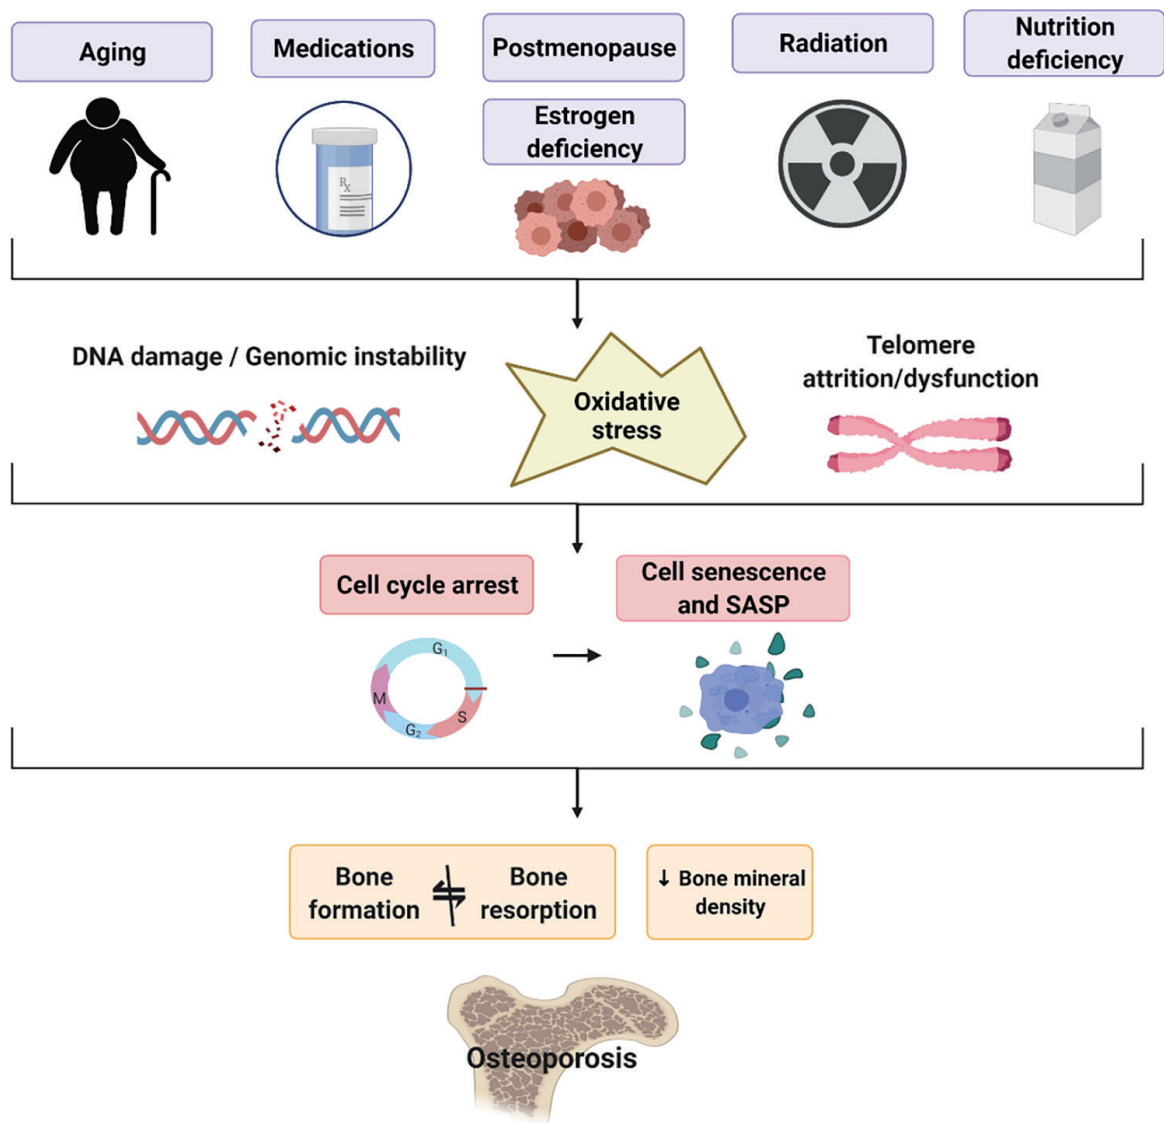 Aging
Medications
Postmenopause
Radiation
Nutrition
deficiency
Estrogen
deficiency
Rx
DNA damage / Genomic instability
Oxidative
stress
Telomere
attrition/dysfunction
Cell cycle arrest
Cell senescence
and SASP
G₁
M
S
G₂
Bone
formation
Bone
resorption
↓ Bone mineral
density
Osteoporosis